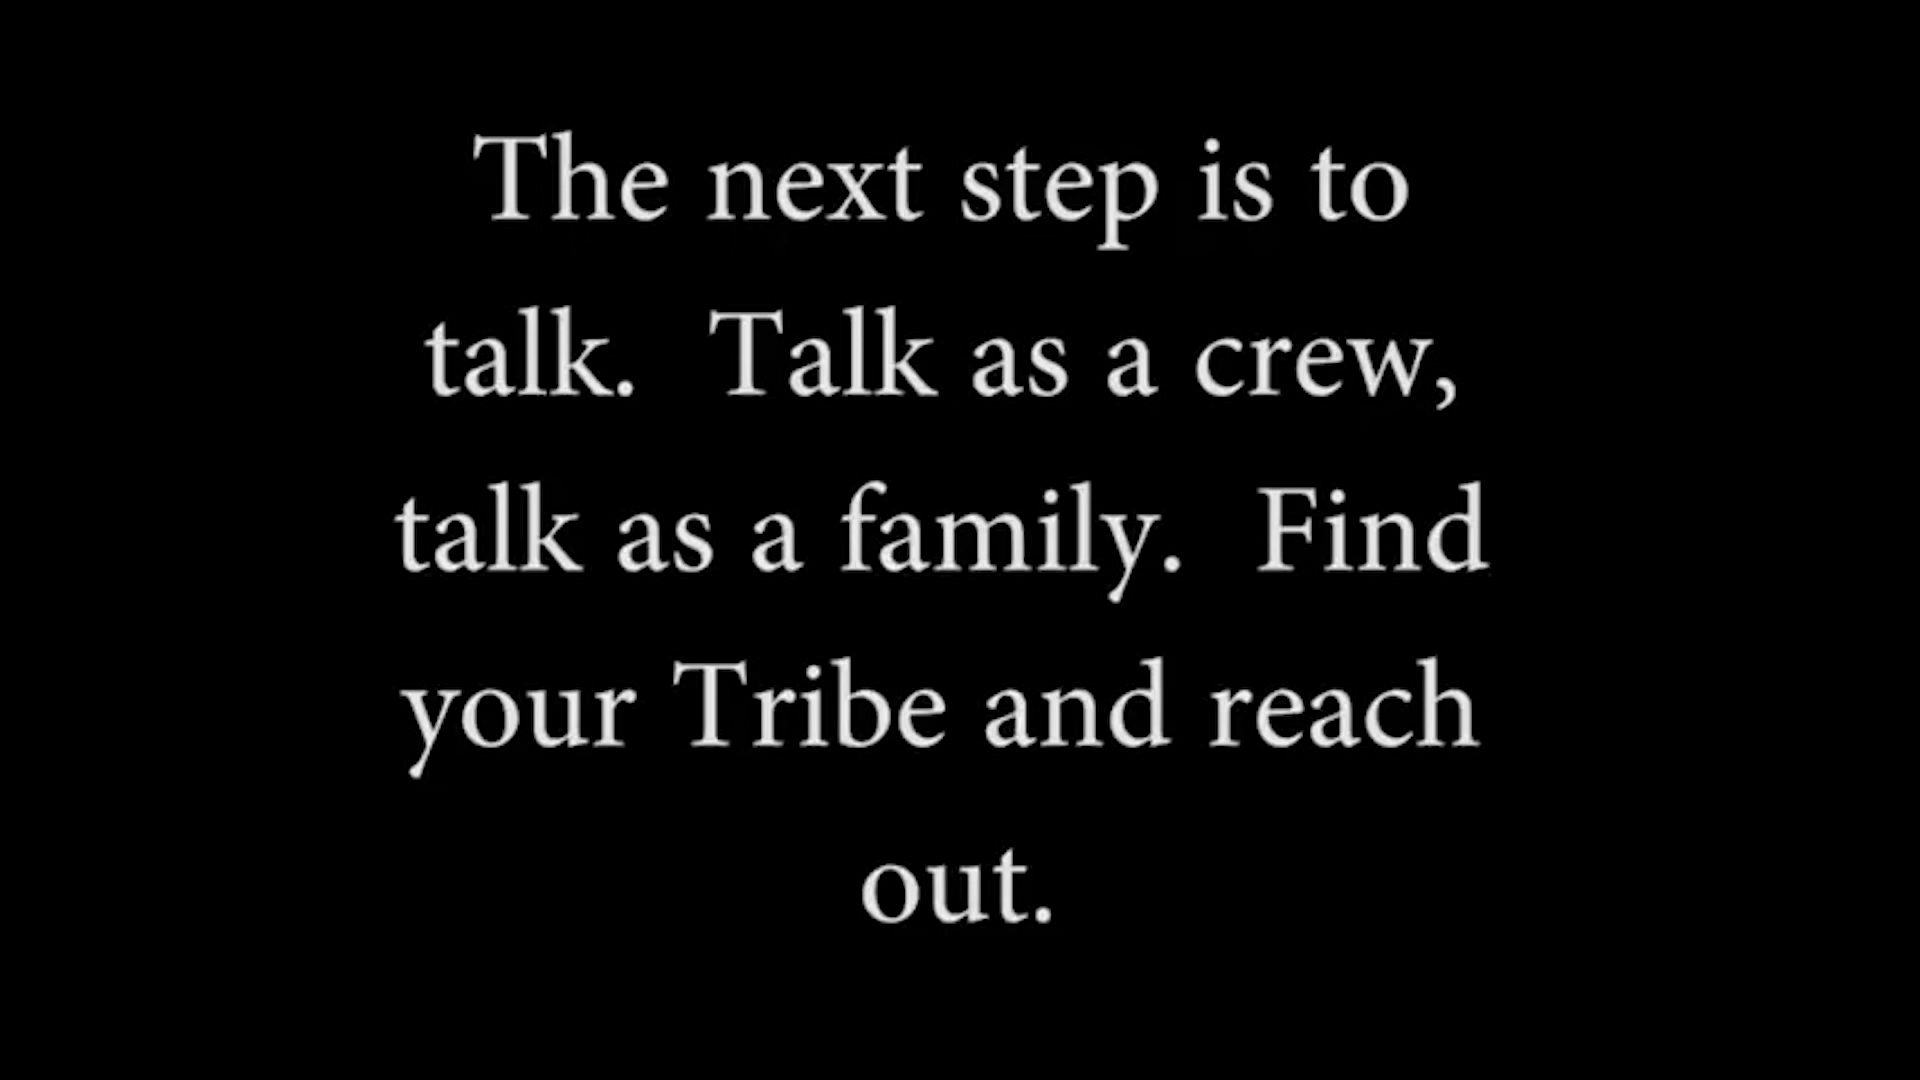 The next step is to
talk.  Talk as a crew,
talk as a family.  Find
your Tribe and reach
out.